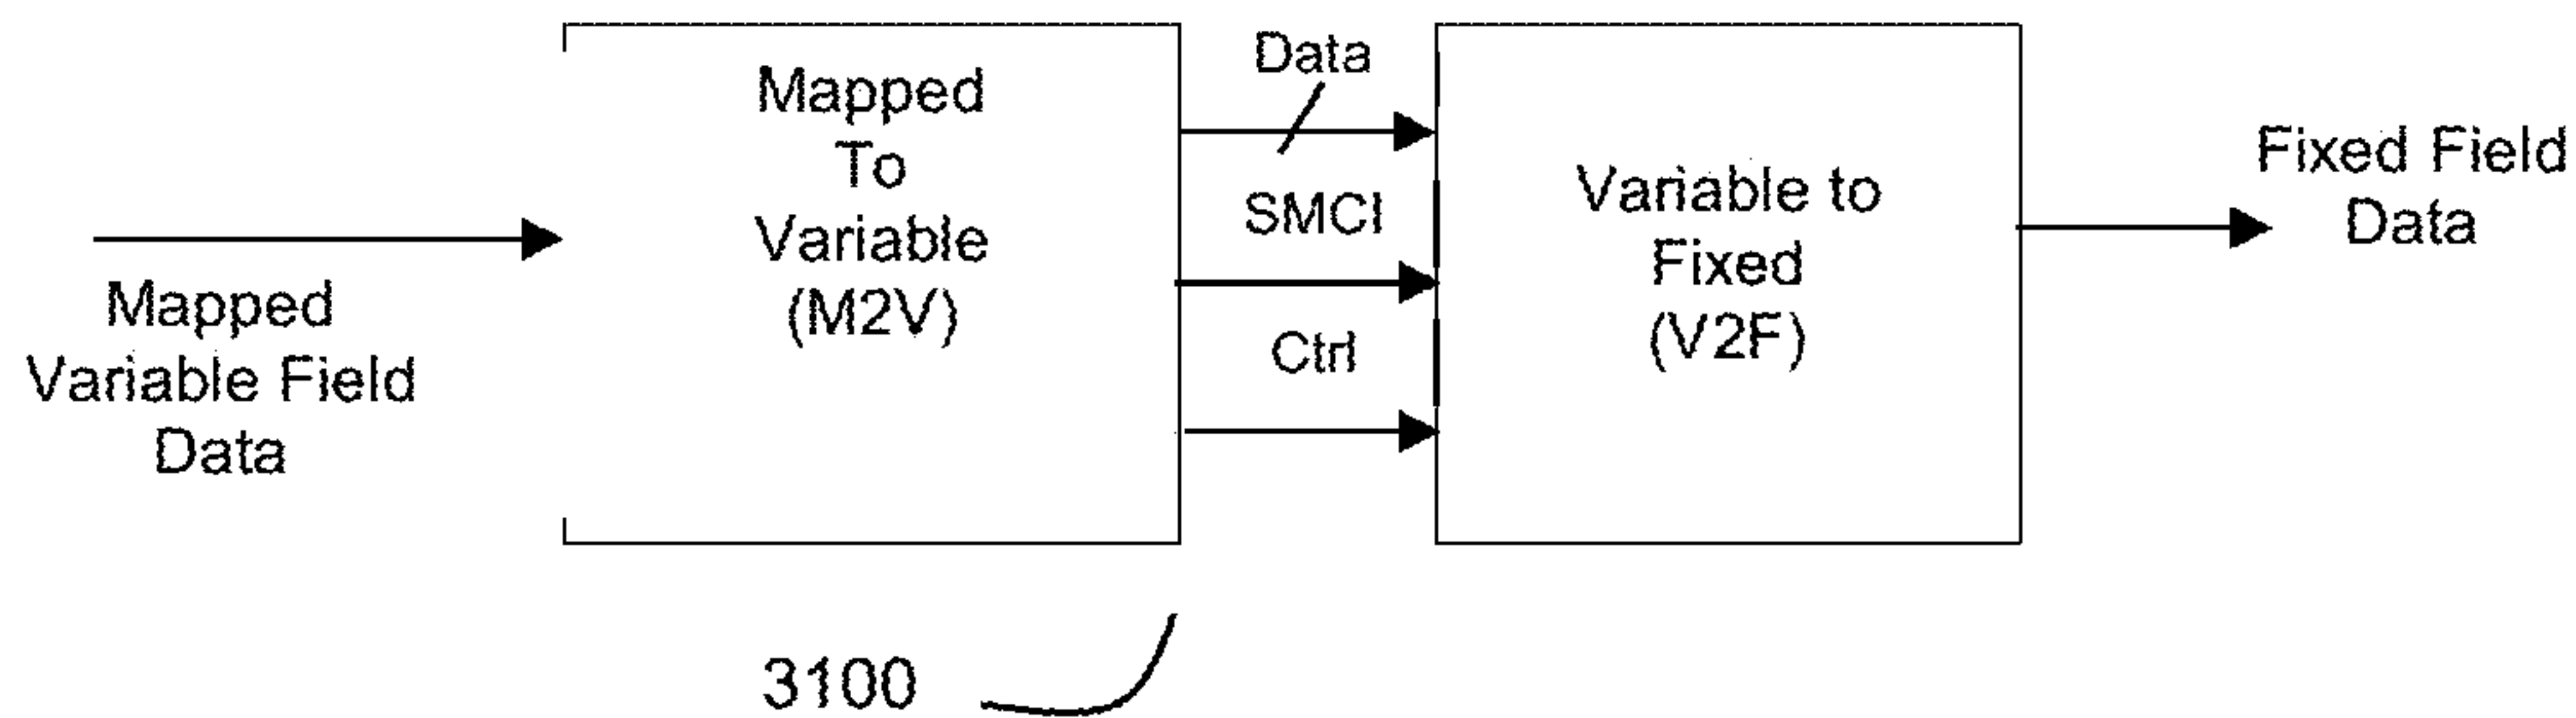 Mapped
Variable Field
Data
Mapped
To
Variable
(M2V)
Data
SMCI
Ctrl
Variable to
Fixed
(V2F)
Fixed Field
Data
3100